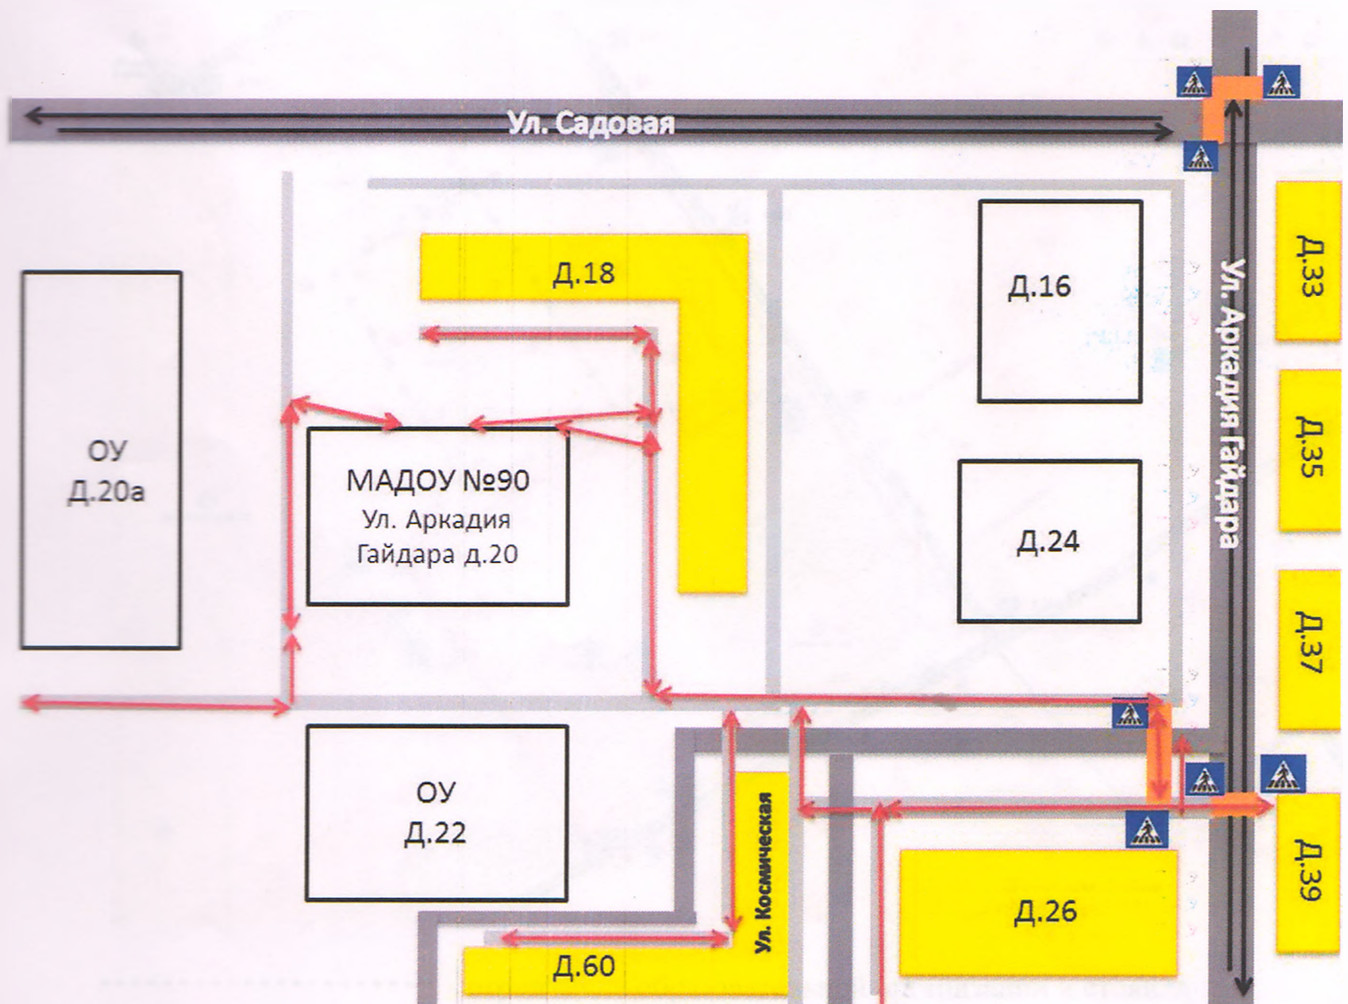 Ул. Садовая
Д.18
Д.16
Д.33
Ул. Аркадия Гайдара
Д.35
ОУ
Д.20а
МАДОУ №90
Ул. Аркадия
Гайдара д.20
Д.24
Д.37
ОУ
Д.22
Ул. Космическая
Д.26
Д.39
Д.60